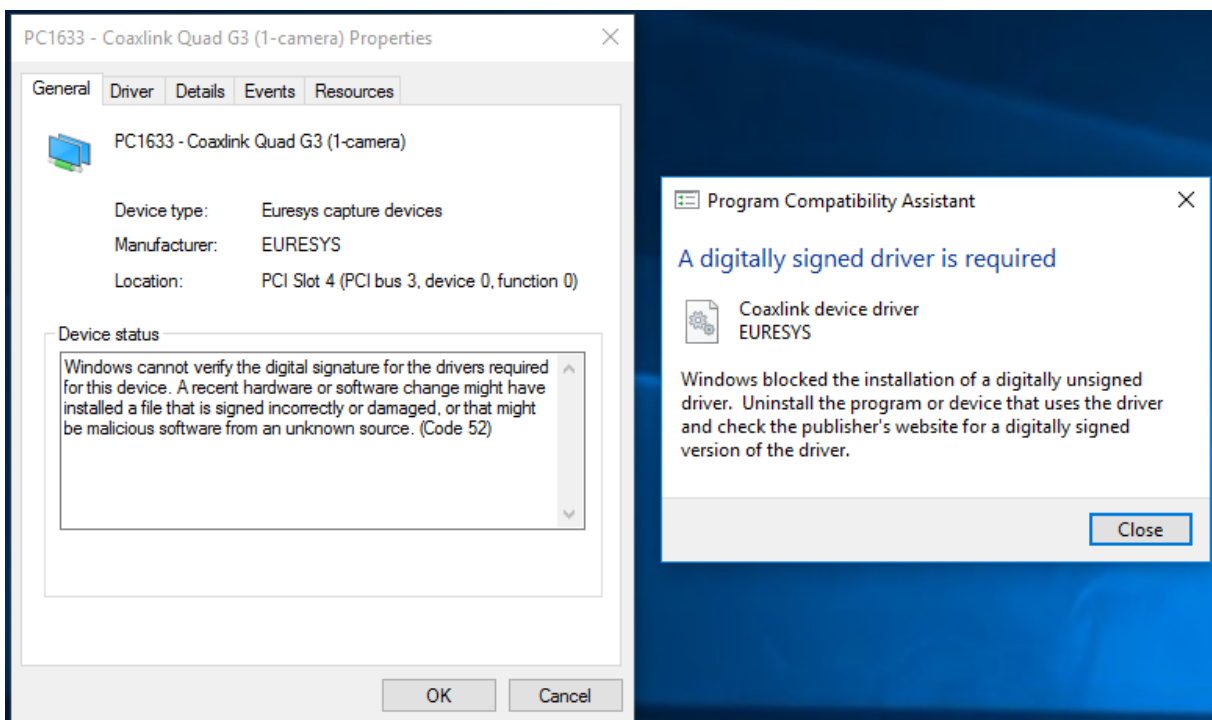 PC1633 - Coaxlink Quad G3 (1-camera) Properties
General Driver Details Events Resources
PC1633 - Coaxlink Quad G3 (1-camera)
Device type: Euresys capture devices
Manufacturer: EURESYS
Location: PCI Slot 4 (PCI bus 3, device 0, function 0)
Device status
Windows cannot verify the digital signature for the drivers required
for this device. A recent hardware or software change might have
installed a file that is signed incorrectly or damaged, or that might
be malicious software from an unknown source. (Code 52)
OK Cancel
Program Compatibility Assistant
A digitally signed driver is required
Coaxlink device driver
EURESYS
Windows blocked the installation of a digitally unsigned
driver. Uninstall the program or device that uses the driver
and check the publisher's website for a digitally signed
version of the driver.
Close